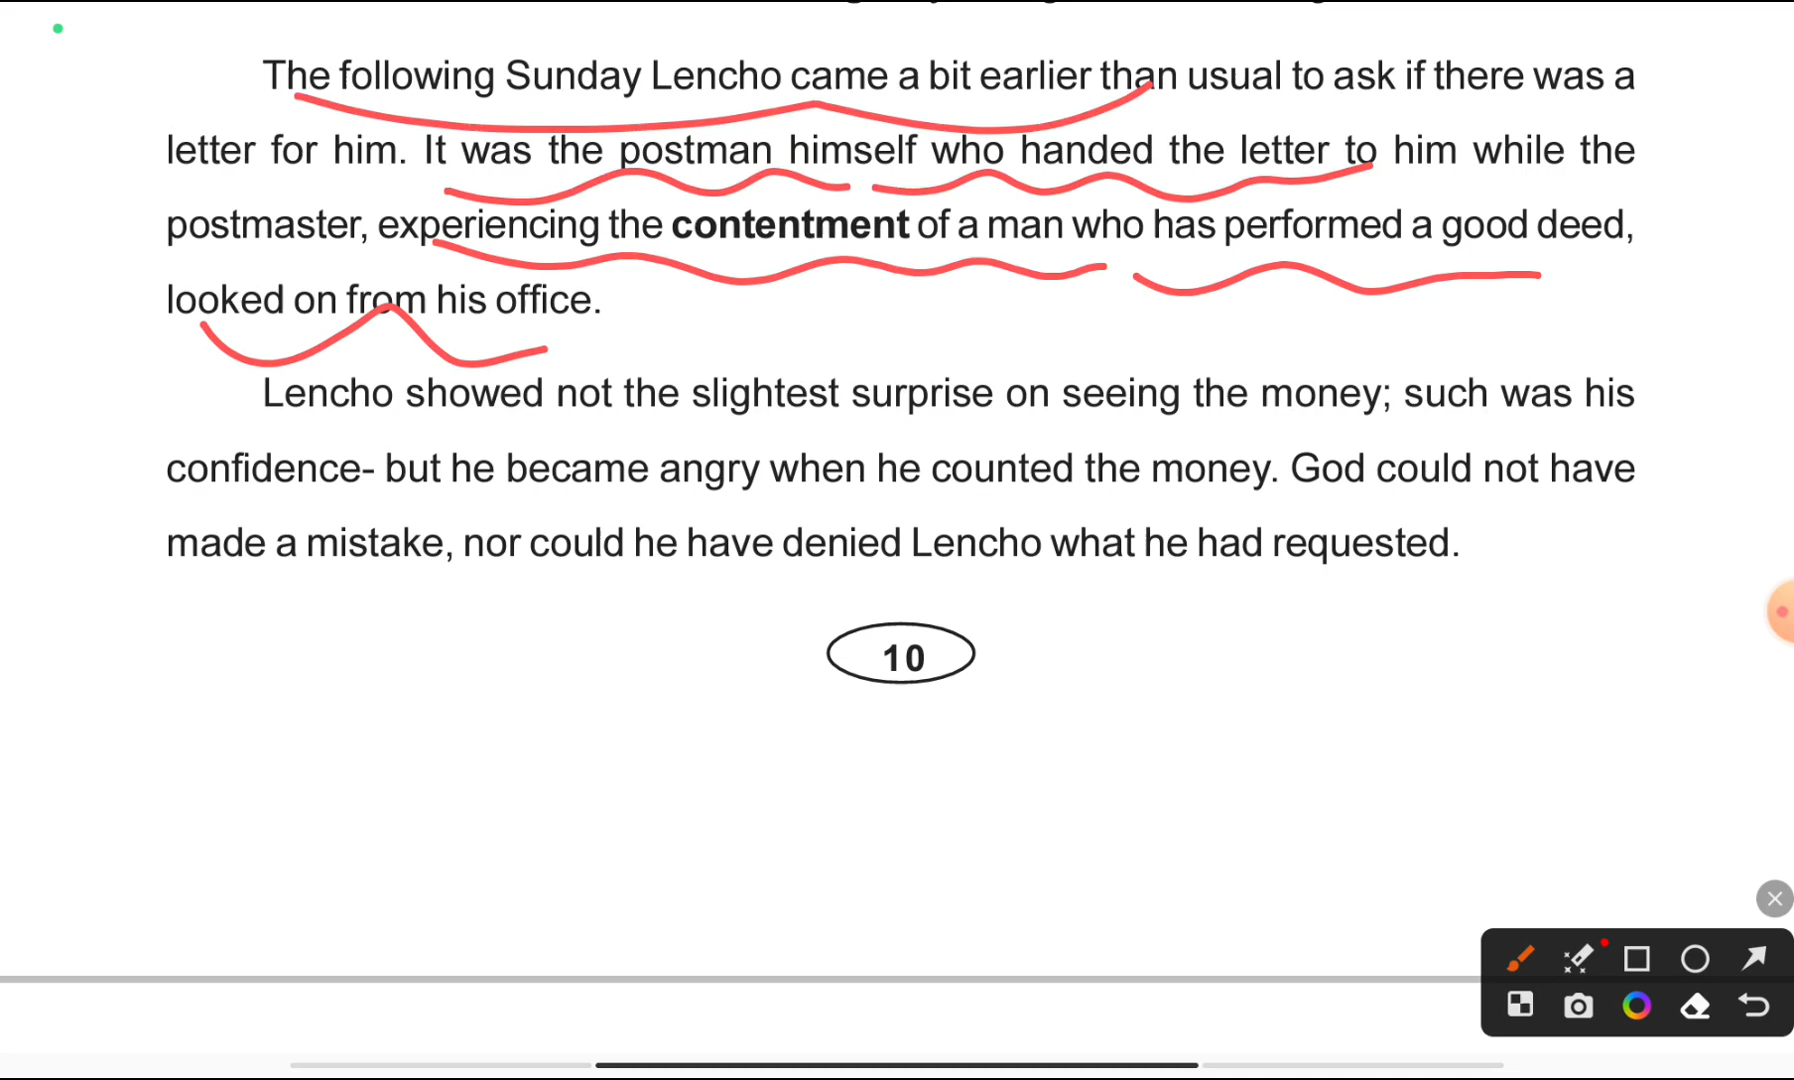 The following Sunday Lencho came a bit earlier than usual to ask if there was a
letter for him. It was the postman himself who handed the letter to him while the
postmaster, experiencing the contentment of a man who has performed a good deed,
looked on from his office.
Lencho showed not the slightest surprise on seeing the money; such was his
confidence- but he became angry when he counted the money. God could not have
made a mistake, nor could he have denied Lencho what he had requested.
10